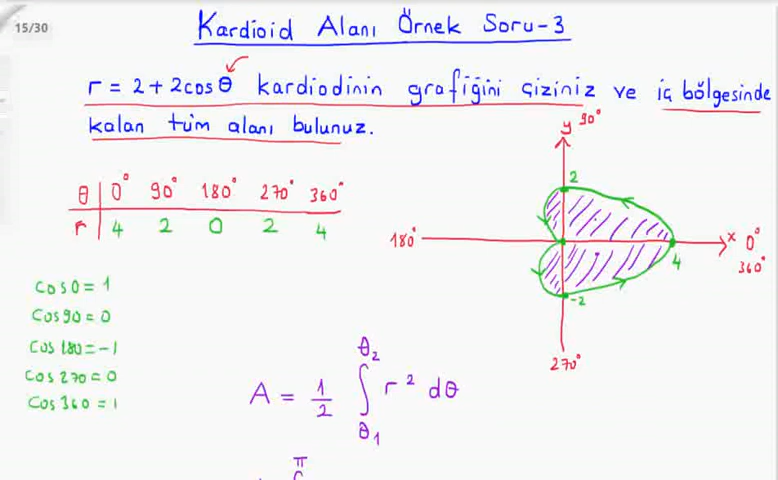 15/30
Kardioid Alanı Örnek Soru-3
r = 2 + 2cosθ kardiodinin grafiğini çiziniz ve iç bölgesinde
kalan tüm alanı bulunuz.
θ 0° 90° 180° 270° 360°
r 4 2 0 2 4
y 90°
2
180°
x 0°
360°
4
-2
270°
cos0=1
Cos90=0
Cos180=-1
Cos270=0
Cos360=1
A = 1/2 ∫θ1^θ2 r² dθ
π